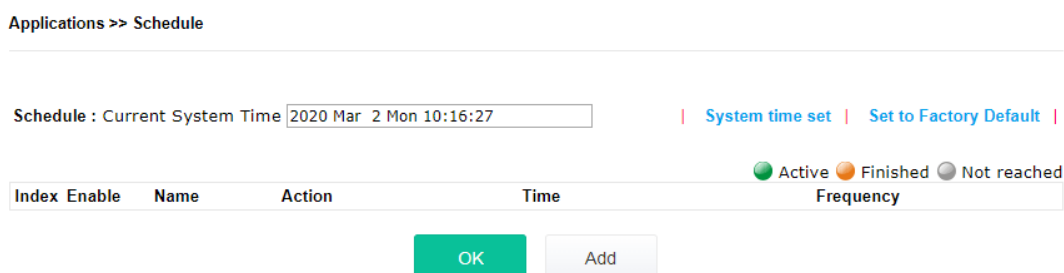 Applications >> Schedule
Schedule : Current System Time 2020 Mar  2 Mon 10:16:27 | System time set | Set to Factory Default |
Active Finished Not reached
Index Enable Name Action Time Frequency
OK Add